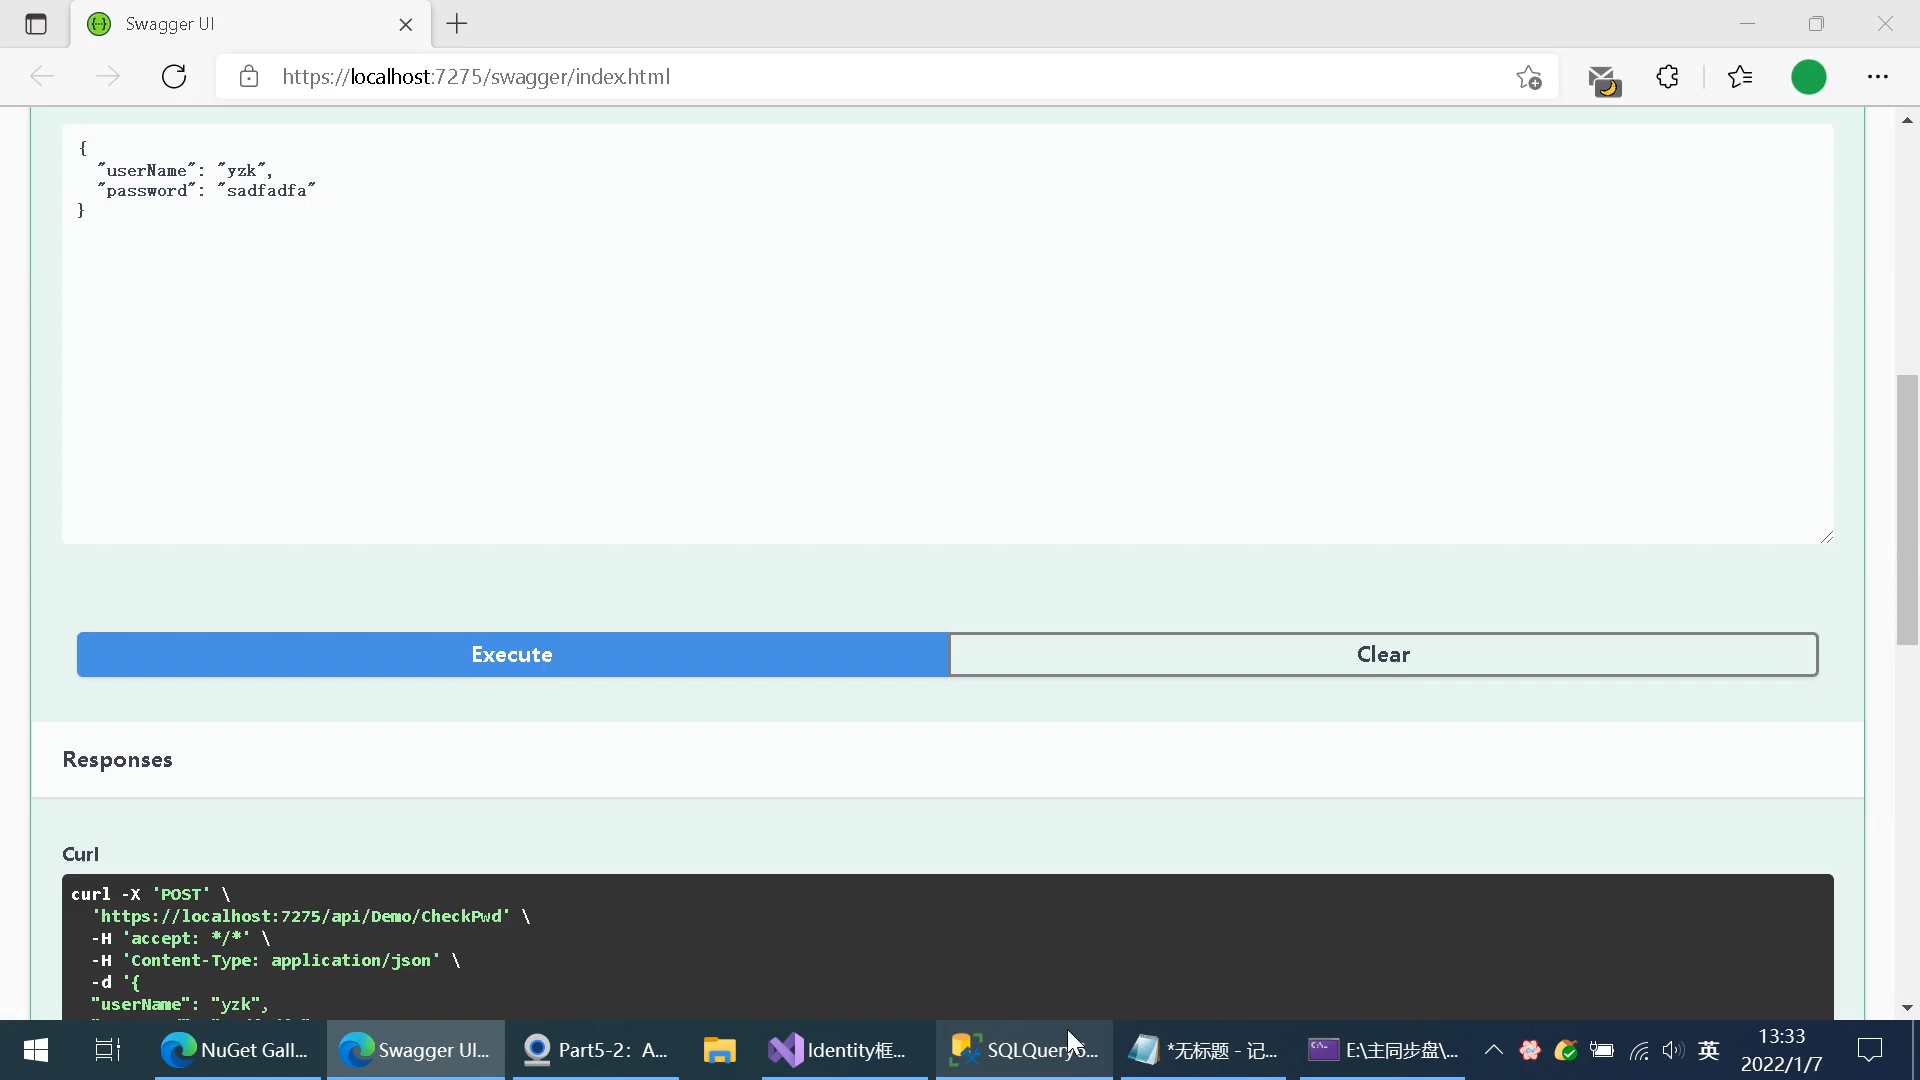 Swagger UI
https://localhost:7275/swagger/index.html
{
"userName": "yzk",
"password": "sadfadfa"
}
Execute
Clear
Responses
Curl
curl -X 'POST' \
'https://localhost:7275/api/Demo/CheckPwd' \
-H 'accept: */*' \
-H 'Content-Type: application/json' \
-d '{
"userName": "yzk",
NuGet Gall...
Swagger UI...
Part5-2：A...
Identity框...
SQLQuery6...
*无标题 - 记...
E:\主同步盘\...
英
13:33
2022/1/7